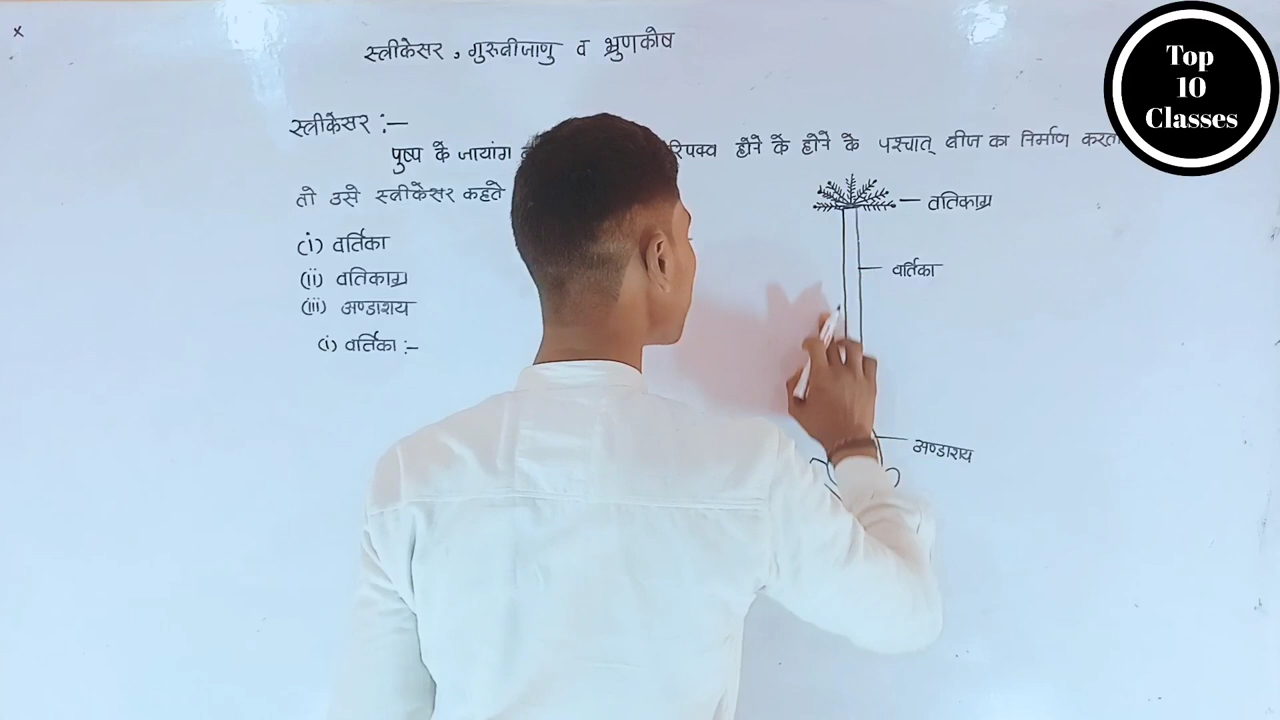 x
स्त्रीकेसर, गुरुबीजाणु व भ्रुणकोष
स्त्रीकेसर :—
पुष्प के जायांग परिपक्व होने के होने के पश्चात् बीज का निर्माण करता
तो उसे स्त्रीकेसर कहते
(i) वर्तिका
(ii) वतिकाग्र
(iii) अण्डाशय
(i) वर्तिका :—
वतिकाग्र
वर्तिका
अण्डाशय
Top
10
Classes